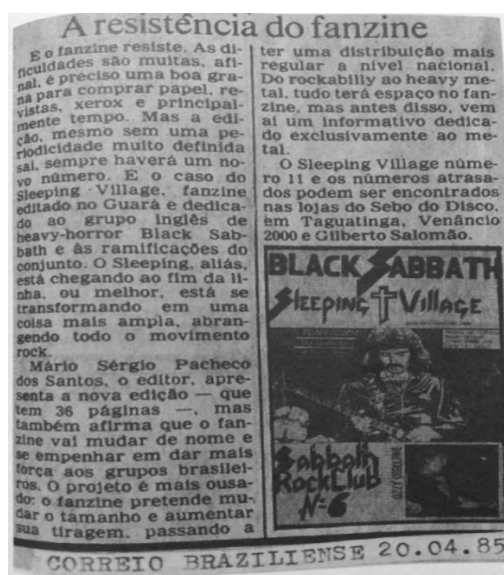 A resistência do fanzine
E o fanzine resiste. As di-
ficuldades são muitas, afi-
nal, é preciso uma boa gra-
na para comprar papel, re-
vistas, xerox e principal-
mente tempo. Mas a edi-
ção, mesmo sem uma pe-
riodicidade muito definida
sai, sempre haverá um no-
vo número. E o caso do
Sleeping Village, fanzine
editado no Guará e dedica-
do ao grupo inglês de
heavy-horror Black Sab-
bath e às ramificações do
conjunto. O Sleeping, aliás,
está chegando ao fim da li-
nha, ou melhor, está se
transformando em uma
coisa mais ampla, abran-
gendo todo o movimento
rock.
Mário Sérgio Pacheco
dos Santos, o editor, apre-
senta a nova edição — que
tem 36 páginas —, mas
também afirma que o fan-
zine vai mudar de nome e
se empenhar em dar mais
força aos grupos brasilei-
ros. O projeto é mais ousa-
do: o fanzine pretende mu-
dar o tamanho e aumentar
sua tiragem, passando a
ter uma distribuição mais
regular a nível nacional.
Do rockabilly ao heavy me-
tal, tudo terá espaço no fan-
zine, mas antes disso, vem
aí um informativo dedica-
do exclusivamente ao me-
tal.
O Sleeping Village núme-
ro 11 e os números atrasa-
dos podem ser encontrados
nas lojas do Sebo do Disco,
em Taguatinga, Venâncio
2000 e Gilberto Salomão.
BLACK SABBATH
SLEEPING VILLAGE
Sabbath
Rock Club
Nº 6
OZZY OSBOURNE
CORREIO BRAZILIENSE 20.04.85